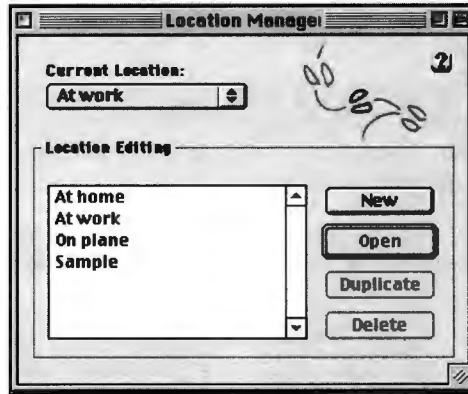 Location Manager
Current Location:
At work
Location Editing
At home
At work
On plane
Sample
New
Open
Duplicate
Delete